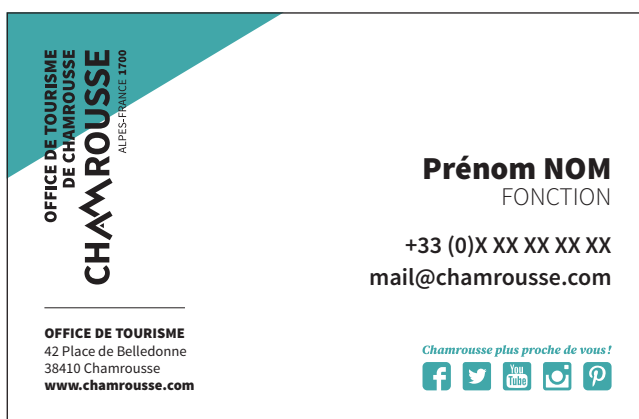 OFFICE DE TOURISME
DE CHAMROUSSE
CHAMROUSSE
ALPES-FRANCE 1700
Prénom NOM
FONCTION
+33 (0)X XX XX XX XX
mail@chamrousse.com
OFFICE DE TOURISME
42 Place de Belledonne
38410 Chamrousse
www.chamrousse.com
Chamrousse plus proche de vous !
You
Tube